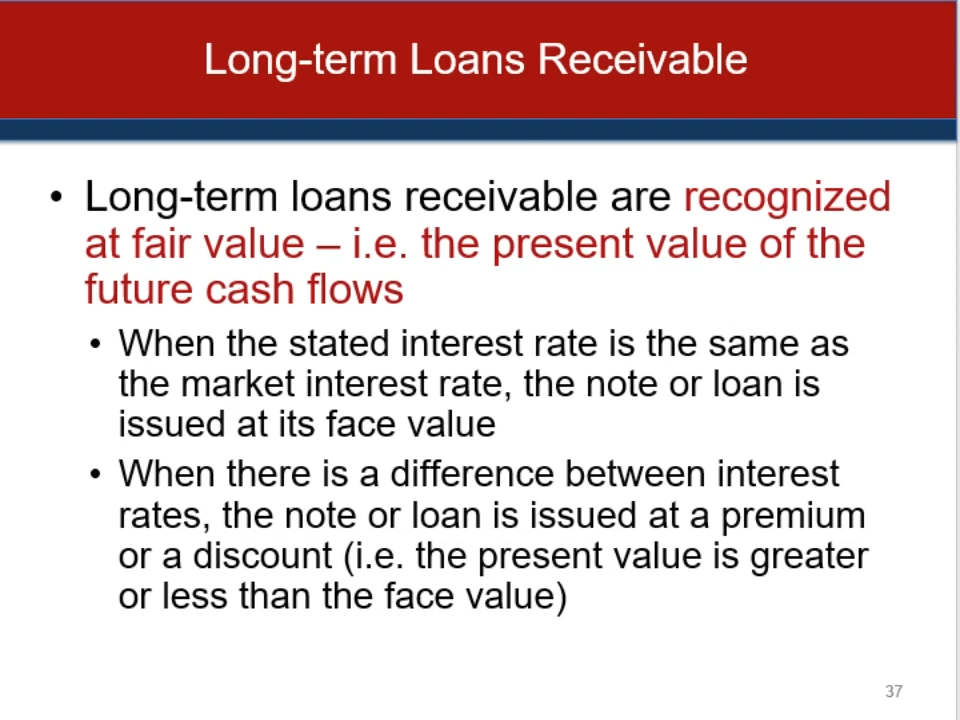 Long-term Loans Receivable
• Long-term loans receivable are recognized
at fair value – i.e. the present value of the
future cash flows
• When the stated interest rate is the same as
the market interest rate, the note or loan is
issued at its face value
• When there is a difference between interest
rates, the note or loan is issued at a premium
or a discount (i.e. the present value is greater
or less than the face value)
37